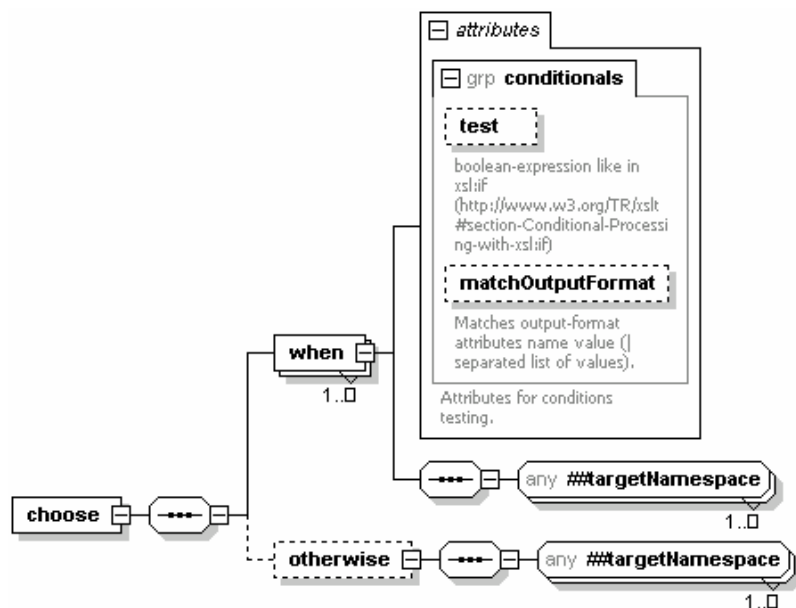 attributes
grp conditionals
test
boolean-expression like in
xsl:if
(http://www.w3.org/TR/xslt
#section-Conditional-Processi
ng-with-xsl:if)
matchOutputFormat
Matches output-format
attributes name value (|
separated list of values).
Attributes for conditions
testing.
when
1..□
any ##targetNamespace
1..□
choose
otherwise
any ##targetNamespace
1..□